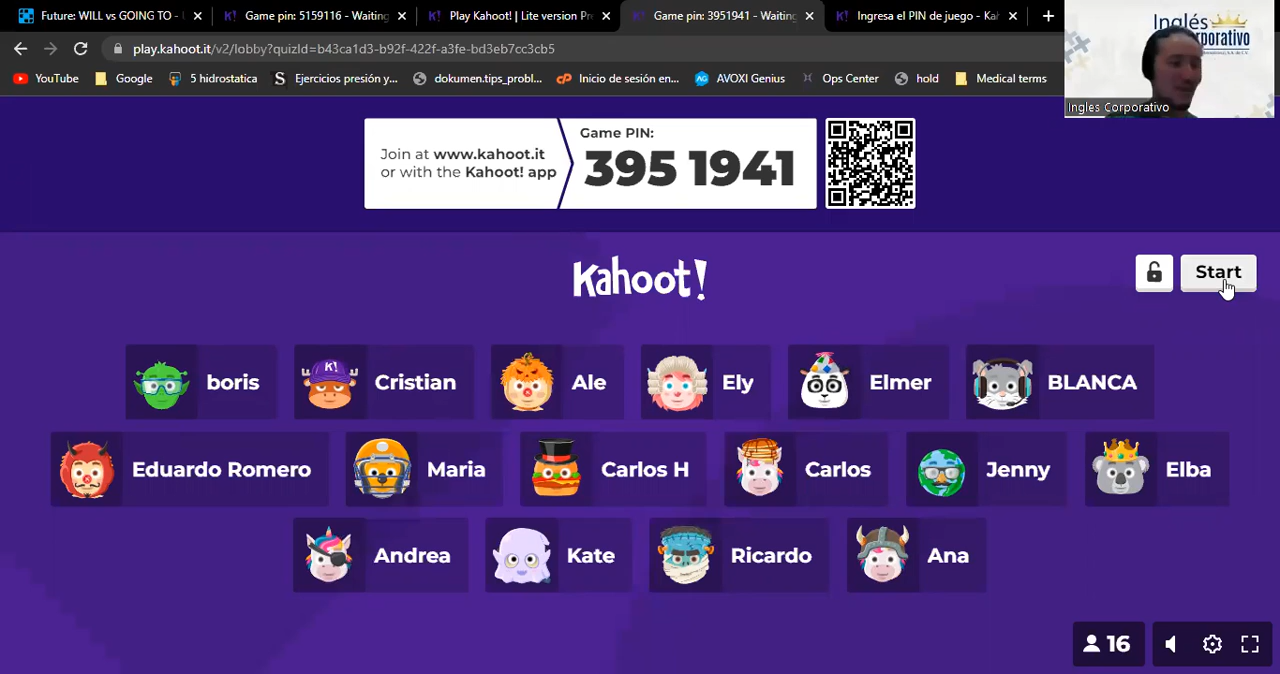 Future: WILL vs GOING TO - U
Game pin: 5159116 - Waiting
Play Kahoot! | Lite version Pre
Game pin: 3951941 - Waiting
Ingresa el PIN de juego - Kah
play.kahoot.it/v2/lobby?quizId=b43ca1d3-b92f-422f-a3fe-bd3eb7cc3cb5
YouTube
Google
5 hidrostatica
Ejercicios presión y...
dokumen.tips_probl...
Inicio de sesión en...
AVOXI Genius
Ops Center
hold
Medical terms
Inglés
Corporativo
Ingles Corporativo
Join at www.kahoot.it
or with the Kahoot! app
Game PIN:
395 1941
Kahoot!
Start
boris
Cristian
Ale
Ely
Elmer
BLANCA
Eduardo Romero
Maria
Carlos H
Carlos
Jenny
Elba
Andrea
Kate
Ricardo
Ana
16